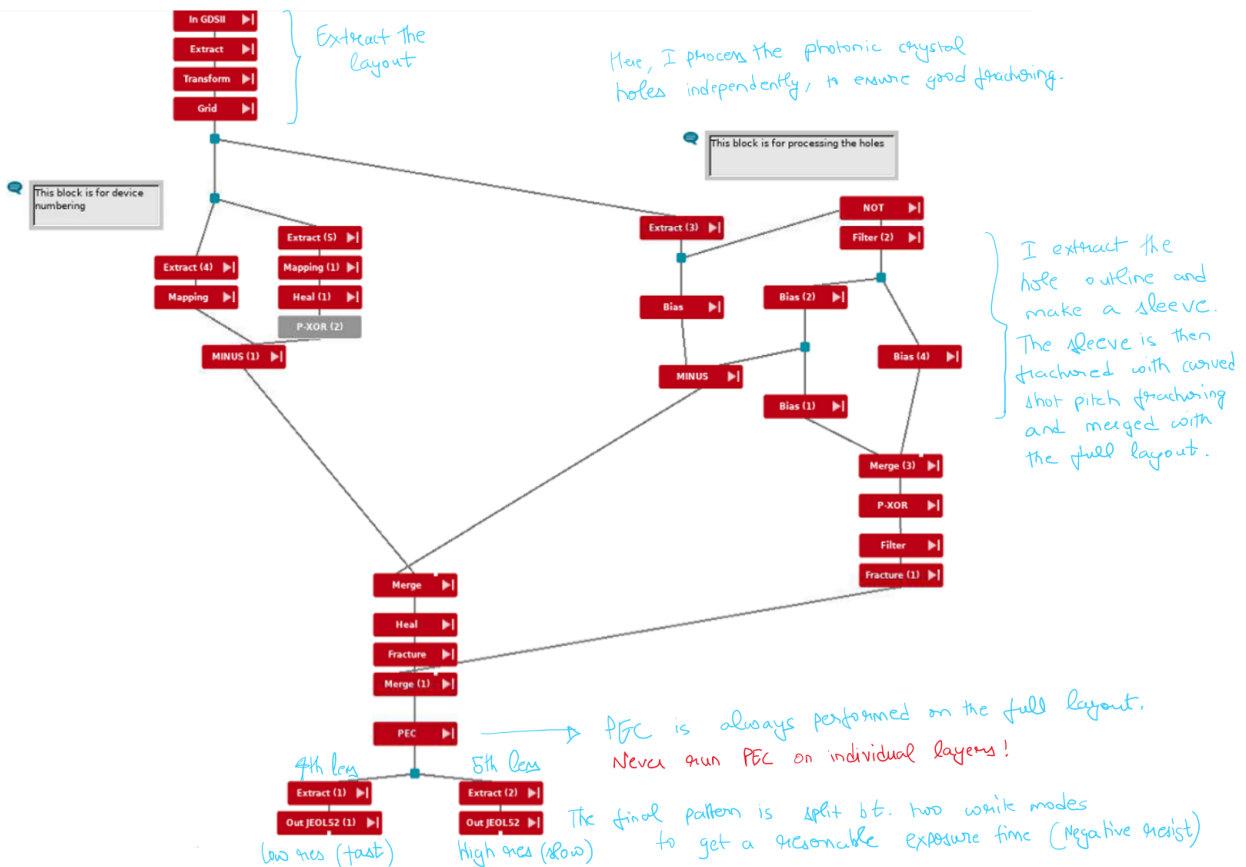 In GDSII
Extract
Transform
Grid
Extract the
layout
Here, I process the photonic crystal
holes independently, to ensure good fracturing.
This block is for processing the holes
This block is for device
numbering
Extract (5)
Mapping (1)
Heal (1)
P-XOR (2)
Extract (4)
Mapping
MINUS (1)
Extract (3)
Bias
MINUS
NOT
Filter (2)
Bias (2)
Bias (4)
Bias (1)
Merge (3)
P-XOR
Filter
Fracture (1)
I extract the
hole outline and
make a sleeve.
The sleeve is then
fractured with curved
shot pitch fracturing
and merged with
the full layout.
Merge
Heal
Fracture
Merge (1)
PEC
PEC is always performed on the full layout.
Never run PEC on individual layers!
4th lens
5th lens
Extract (1)
Extract (2)
Out JEOL52 (1)
Out JEOL52
low res (fast)
high res (slow)
The final pattern is split bt. two write modes
to get a resonable exposure time (Negative resist)